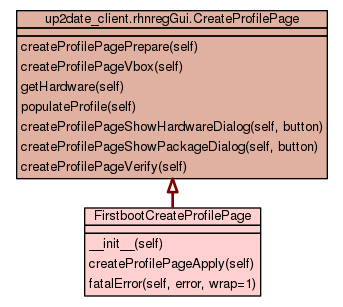 up2date_client.rhnregGui.CreateProfilePage
createProfilePagePrepare(self)
createProfilePageVbox(self)
getHardware(self)
populateProfile(self)
createProfilePageShowHardwareDialog(self, button)
createProfilePageShowPackageDialog(self, button)
createProfilePageVerify(self)
FirstbootCreateProfilePage
__init__(self)
createProfilePageApply(self)
fatalError(self, error, wrap=1)